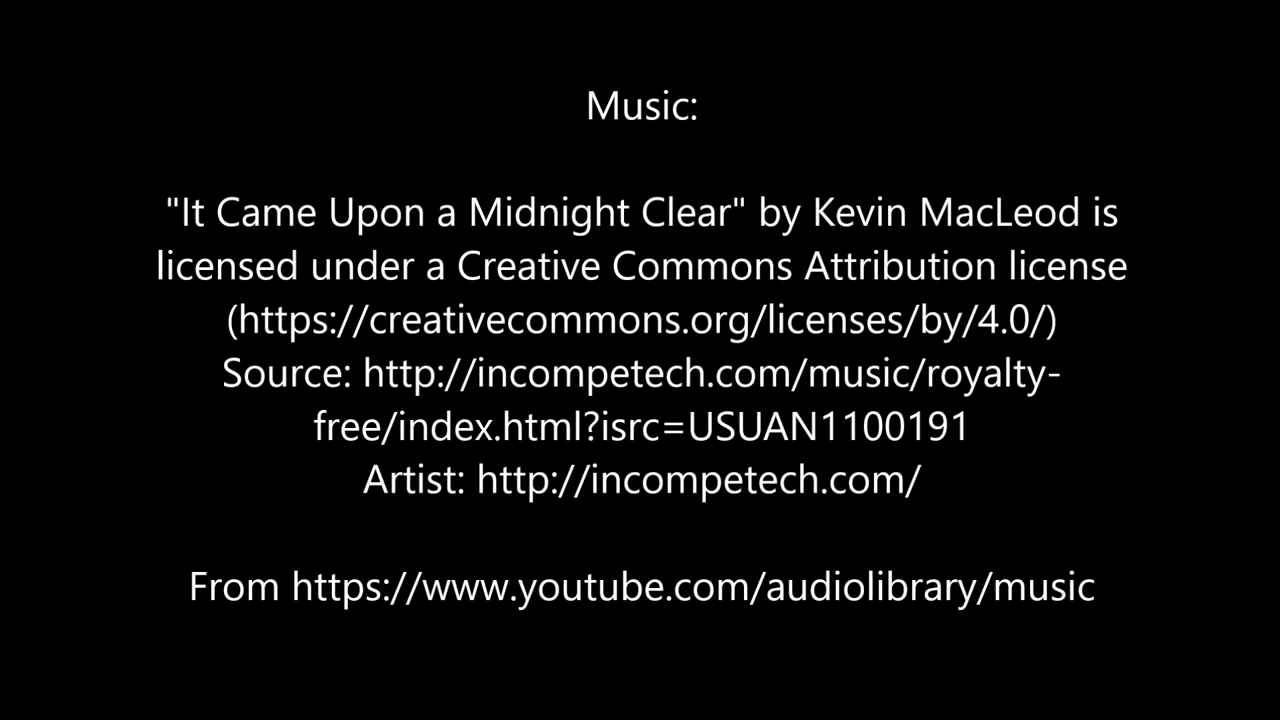 Music:
"It Came Upon a Midnight Clear" by Kevin MacLeod is
licensed under a Creative Commons Attribution license
(https://creativecommons.org/licenses/by/4.0/)
Source: http://incompetech.com/music/royalty-
free/index.html?isrc=USUAN1100191
Artist: http://incompetech.com/
From https://www.youtube.com/audiolibrary/music